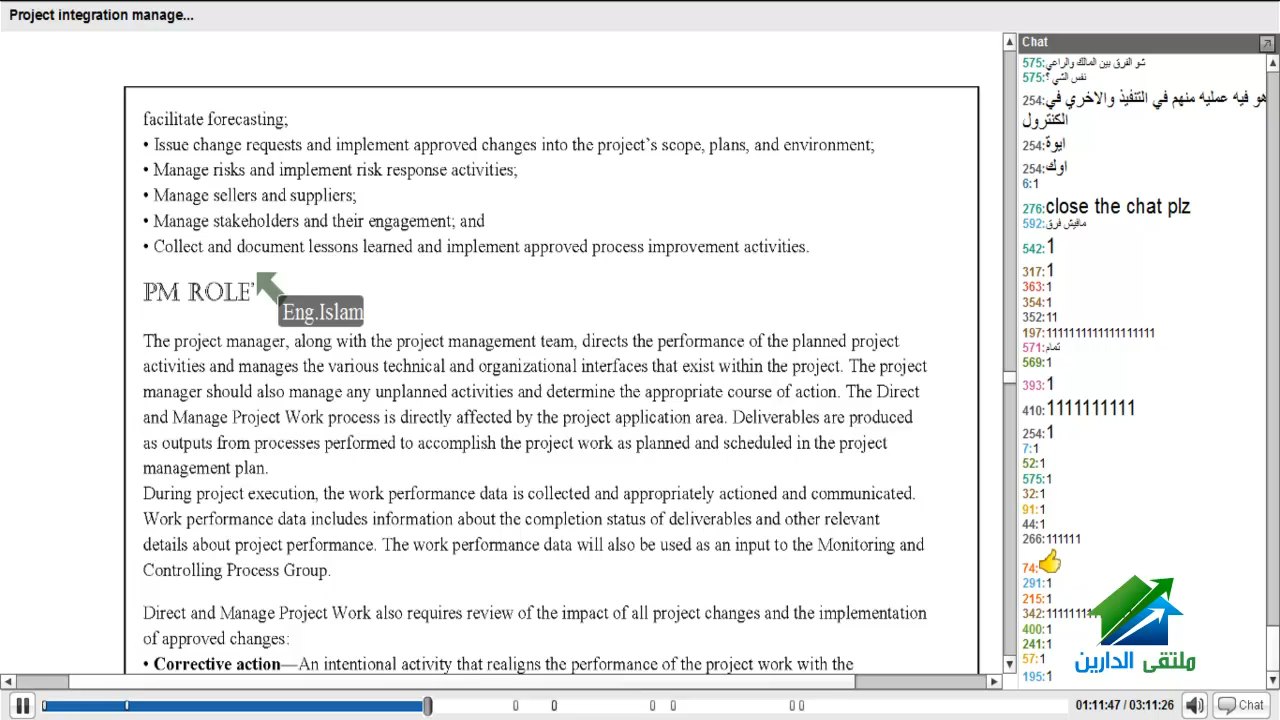 Project integration manage...
facilitate forecasting;
• Issue change requests and implement approved changes into the project's scope, plans, and environment;
• Manage risks and implement risk response activities;
• Manage sellers and suppliers;
• Manage stakeholders and their engagement; and
• Collect and document lessons learned and implement approved process improvement activities.
PM ROLE'
Eng.Islam
The project manager, along with the project management team, directs the performance of the planned project
activities and manages the various technical and organizational interfaces that exist within the project. The project
manager should also manage any unplanned activities and determine the appropriate course of action. The Direct
and Manage Project Work process is directly affected by the project application area. Deliverables are produced
as outputs from processes performed to accomplish the project work as planned and scheduled in the project
management plan.
During project execution, the work performance data is collected and appropriately actioned and communicated.
Work performance data includes information about the completion status of deliverables and other relevant
details about project performance. The work performance data will also be used as an input to the Monitoring and
Controlling Process Group.
Direct and Manage Project Work also requires review of the impact of all project changes and the implementation
of approved changes:
• Corrective action—An intentional activity that realigns the performance of the project work with the
Chat
575: شو الفرق بين المالك والراعي
575: نفس الشي ؟
254: هو فيه عمليه منهم في التنفيذ والاخري في
الكنترول
254: ايوة
254: اوك
6:1
276:close the chat plz
592: مافيش فرق
542:1
317:1
363:1
354:1
352:11
197:111111111111111111
571: تمام
569:1
393:1
410:1111111111
254:1
7:1
52:1
575:1
32:1
91:1
44:1
266:111111
74:
291:1
215:1
400:1
241:1
57:1
195:1
ملتقى الدارين
01:11:47 / 03:11:26
Chat